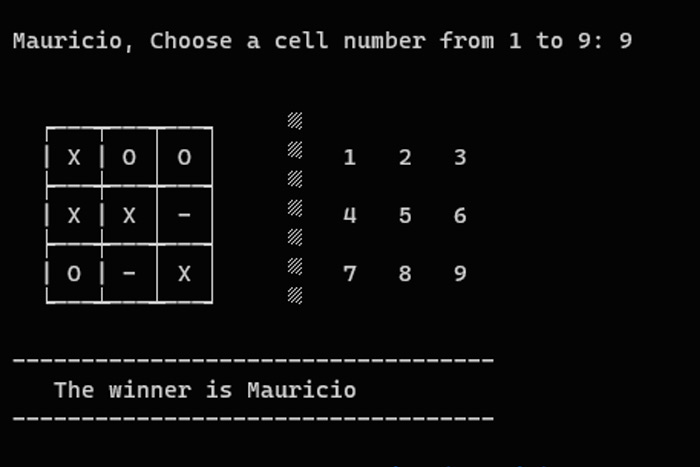 Mauricio, Choose a cell number from 1 to 9: 9
| X | O | O | 1 2 3
| X | X | - | 4 5 6
| O | - | X | 7 8 9
-----------------------------------
The winner is Mauricio
-----------------------------------